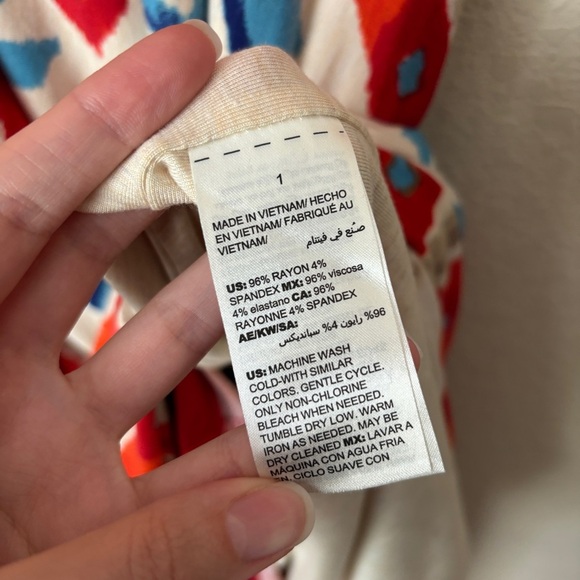 1
MADE IN VIETNAM/ HECHO
EN VIETNAM/ FABRIQUÉ AU
VIETNAM/ صنع في فيتنام
US: 96% RAYON 4%
SPANDEX MX: 96% viscosa
4% elastano CA: 96%
RAYONNE 4% SPANDEX
AE/KW/SA:
96% رايون 4% سبانديكس
US: MACHINE WASH
COLD-WITH SIMILAR
COLORS. GENTLE CYCLE.
ONLY NON-CHLORINE
BLEACH WHEN NEEDED.
TUMBLE DRY LOW. WARM
IRON AS NEEDED. MAY BE
DRY CLEANED MX: LAVAR A
MÁQUINA CON AGUA FRIA
EN, CICLO SUAVE CON